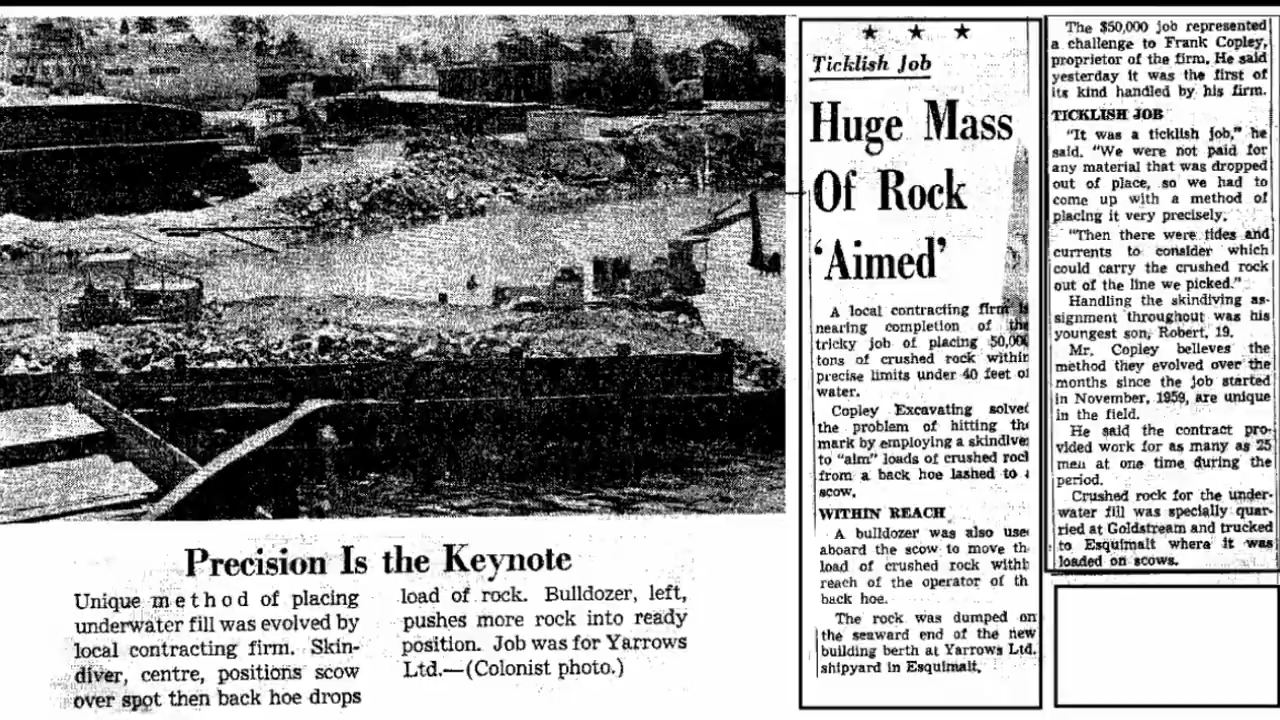 ★ ★ ★
Ticklish Job
Huge Mass
Of Rock
'Aimed'
A local contracting firm is
nearing completion of the
tricky job of placing 50,000
tons of crushed rock within
precise limits under 40 feet of
water.
Copley Excavating solved
the problem of hitting the
mark by employing a skindiver
to "aim" loads of crushed rock
from a back hoe lashed to a
scow.
WITHIN REACH
A bulldozer was also used
aboard the scow to move th
load of crushed rock withi
reach of the operator of th
back hoe.
The rock was dumped on
the seaward end of the new
building berth at Yarrows Ltd.
shipyard in Esquimalt.
The $50,000 job represented
a challenge to Frank Copley,
proprietor of the firm. He said
yesterday it was the first of
its kind handled by his firm.
TICKLISH JOB
"It was a ticklish job," he
said. "We were not paid for
any material that was dropped
out of place, so we had to
come up with a method of
placing it very precisely.
"Then there were tides and
currents to consider which
could carry the crushed rock
out of the line we picked."
Handling the skindiving as-
signment throughout was his
youngest son, Robert, 19.
Mr. Copley believes the
method they evolved over the
months since the job started
in November, 1959, are unique
in the field.
He said the contract pro-
vided work for as many as 25
men at one time during the
period.
Crushed rock for the under-
water fill was specially quar-
ried at Goldstream and trucked
to Esquimalt where it was
loaded on scows.
Precision Is the Keynote
Unique method of placing
underwater fill was evolved by
local contracting firm. Skin-
diver, centre, positions scow
over spot then back hoe drops
load of rock. Bulldozer, left,
pushes more rock into ready
position. Job was for Yarrows
Ltd.—(Colonist photo.)